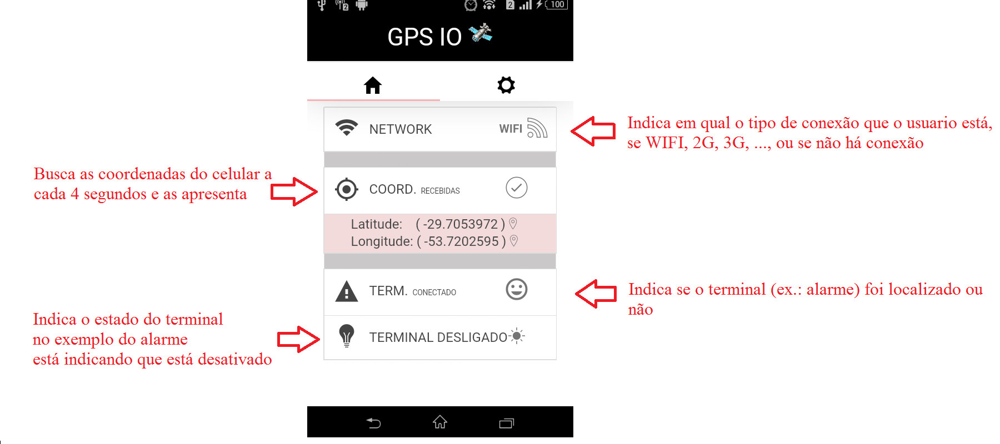 2
2
100
GPS IO
NETWORK
WIFI
Indica em qual o tipo de conexão que o usuario está,
se WIFI, 2G, 3G, ..., ou se não há conexão
Busca as coordenadas do celular a
cada 4 segundos e as apresenta
COORD. RECEBIDAS
Latitude: ( -29.7053972 )
Longitude: ( -53.7202595 )
TERM. CONECTADO
Indica se o terminal (ex.: alarme) foi localizado ou
não
Indica o estado do terminal
no exemplo do alarme
está indicando que está desativado
TERMINAL DESLIGADO